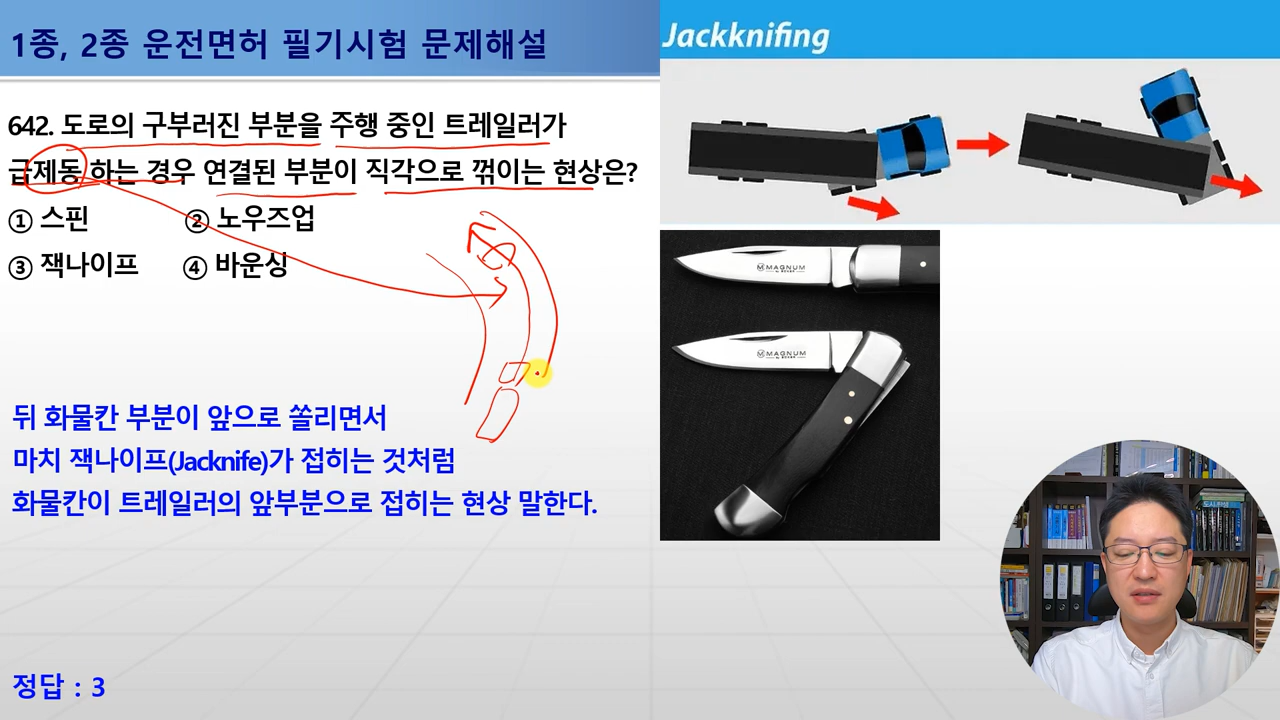 1종, 2종 운전면허 필기시험 문제해설
642. 도로의 구부러진 부분을 주행 중인 트레일러가
급제동 하는 경우 연결된 부분이 직각으로 꺾이는 현상은?
① 스핀 ② 노우즈업
③ 잭나이프 ④ 바운싱
뒤 화물칸 부분이 앞으로 쏠리면서
마치 잭나이프(Jacknife)가 접히는 것처럼
화물칸이 트레일러의 앞부분으로 접히는 현상 말한다.
정답 : 3
Jackknifing
MAGNUM
MAGNUM